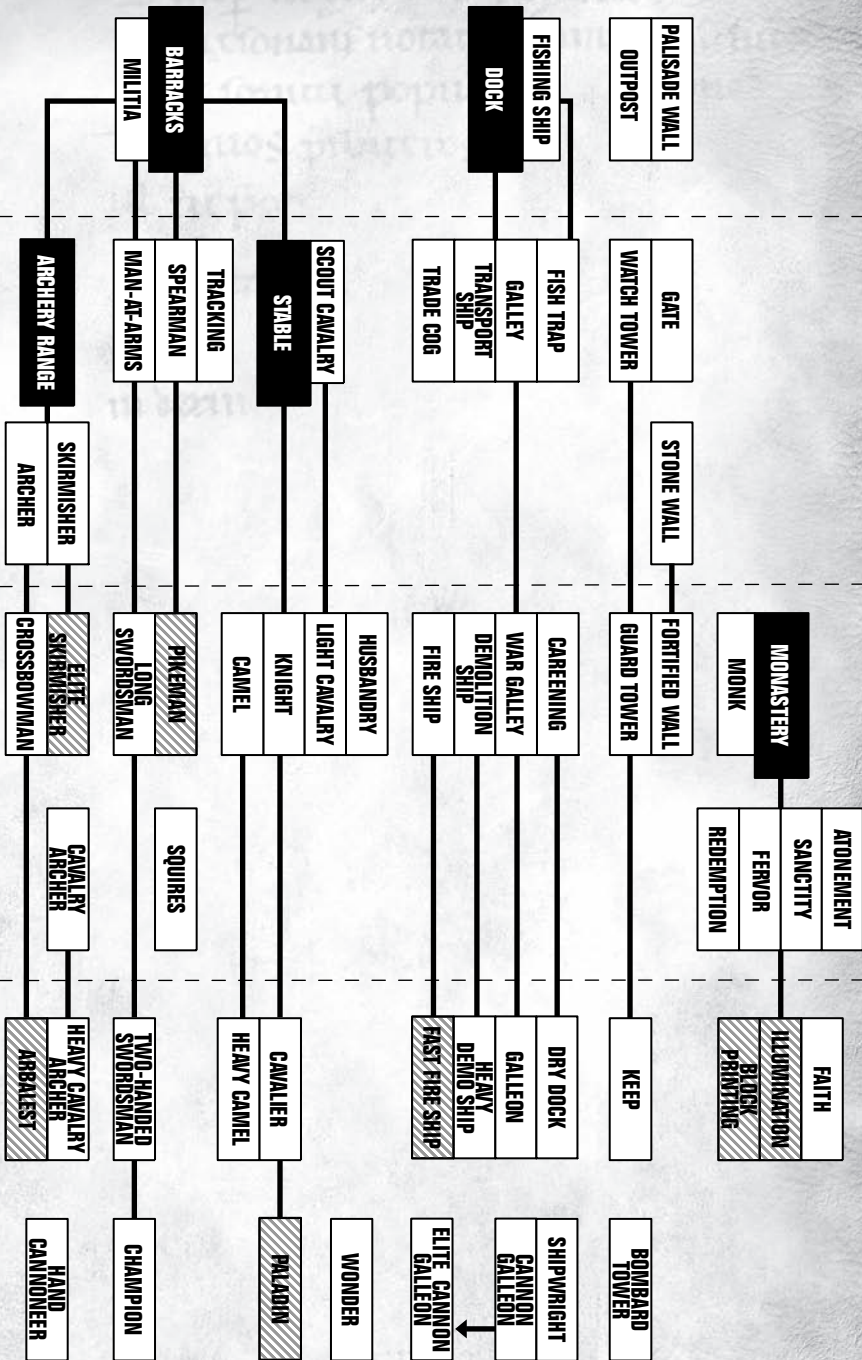 PALISADE WALL
OUTPOST
FISHING SHIP
DOCK
BARRACKS
MILITIA
GATE
WATCH TOWER
FISH TRAP
GALLEY
TRANSPORT
SHIP
TRADE COG
SCOUT CAVALRY
STABLE
TRACKING
SPEARMAN
MAN-AT-ARMS
ARCHERY RANGE
STONE WALL
SKIRMISHER
ARCHER
MONASTERY
MONK
FORTIFIED WALL
GUARD TOWER
CAREENING
WAR GALLEY
DEMOLITION
SHIP
FIRE SHIP
HUSBANDRY
LIGHT CAVALRY
KNIGHT
CAMEL
PIKEMAN
LONG
SWORDSMAN
ELITE
SKIRMISHER
CROSSBOWMAN
ATONEMENT
SANCTITY
FERVOR
REDEMPTION
SQUIRES
CAVALRY
ARCHER
FAITH
ILLUMINATION
BLOCK
PRINTING
KEEP
DRY DOCK
GALLEON
HEAVY
DEMO SHIP
FAST FIRE SHIP
CAVALIER
HEAVY CAMEL
TWO-HANDED
SWORDSMAN
HEAVY CAVALRY
ARCHER
ARBALEST
BOMBARD
TOWER
SHIPWRIGHT
CANNON
GALLEON
ELITE CANNON
GALLEON
WONDER
PALADIN
CHAMPION
HAND
CANNONEER